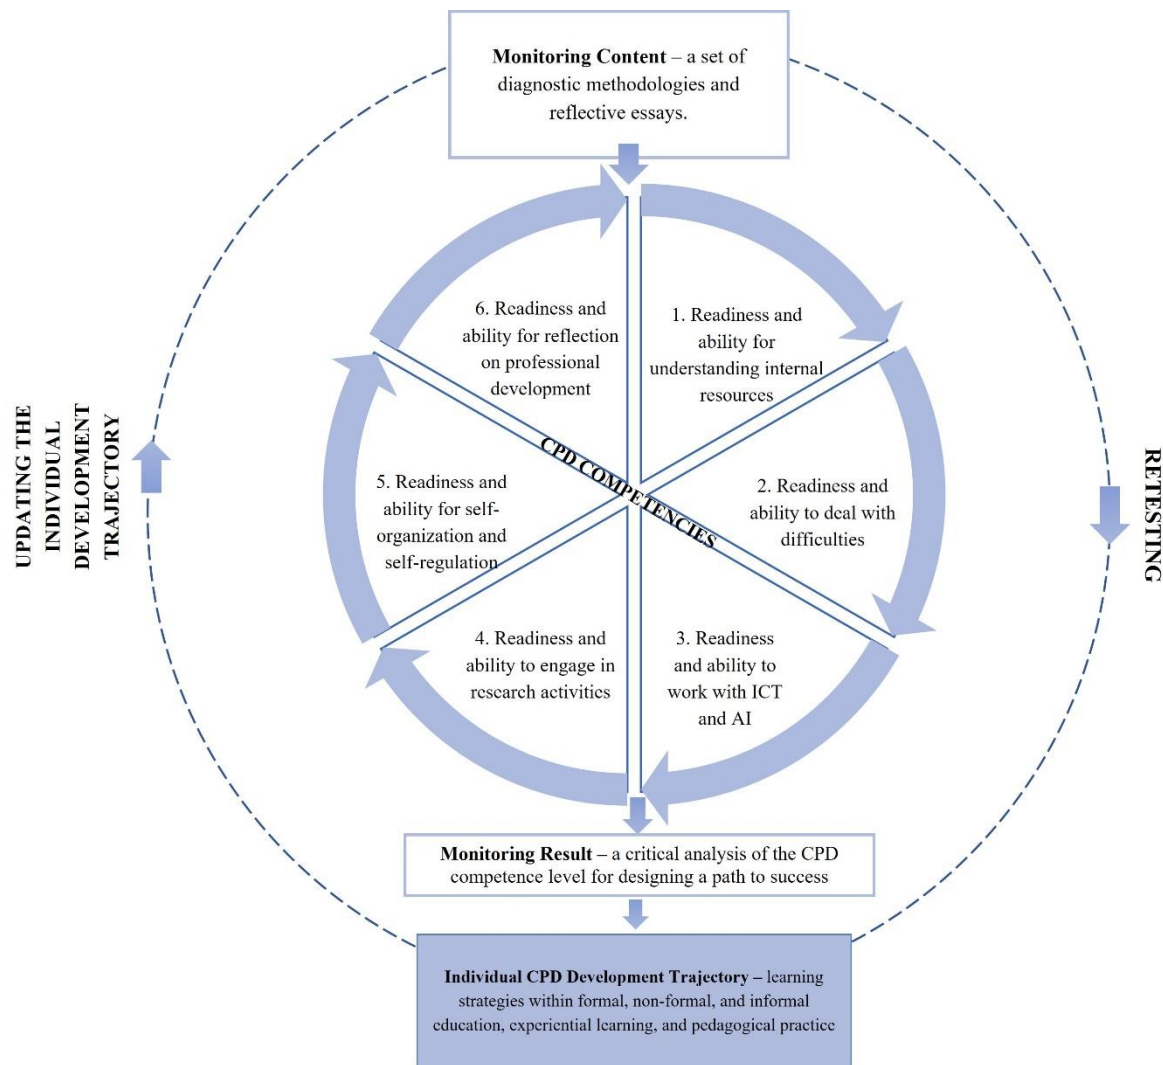 Monitoring Content – a set of
diagnostic methodologies and
reflective essays.
6. Readiness and
ability for reflection
on professional
development
1. Readiness and
ability for
understanding internal
resources
CPD COMPETENCIES
5. Readiness and
ability for self-
organization and
self-regulation
2. Readiness and
ability to deal with
difficulties
4. Readiness and
ability to engage in
research activities
3. Readiness
and ability to
work with ICT
and AI
UPDATING THE
INDIVIDUAL
DEVELOPMENT
TRAJECTORY
RETESTING
Monitoring Result – a critical analysis of the CPD
competence level for designing a path to success
Individual CPD Development Trajectory – learning
strategies within formal, non-formal, and informal
education, experiential learning, and pedagogical practice